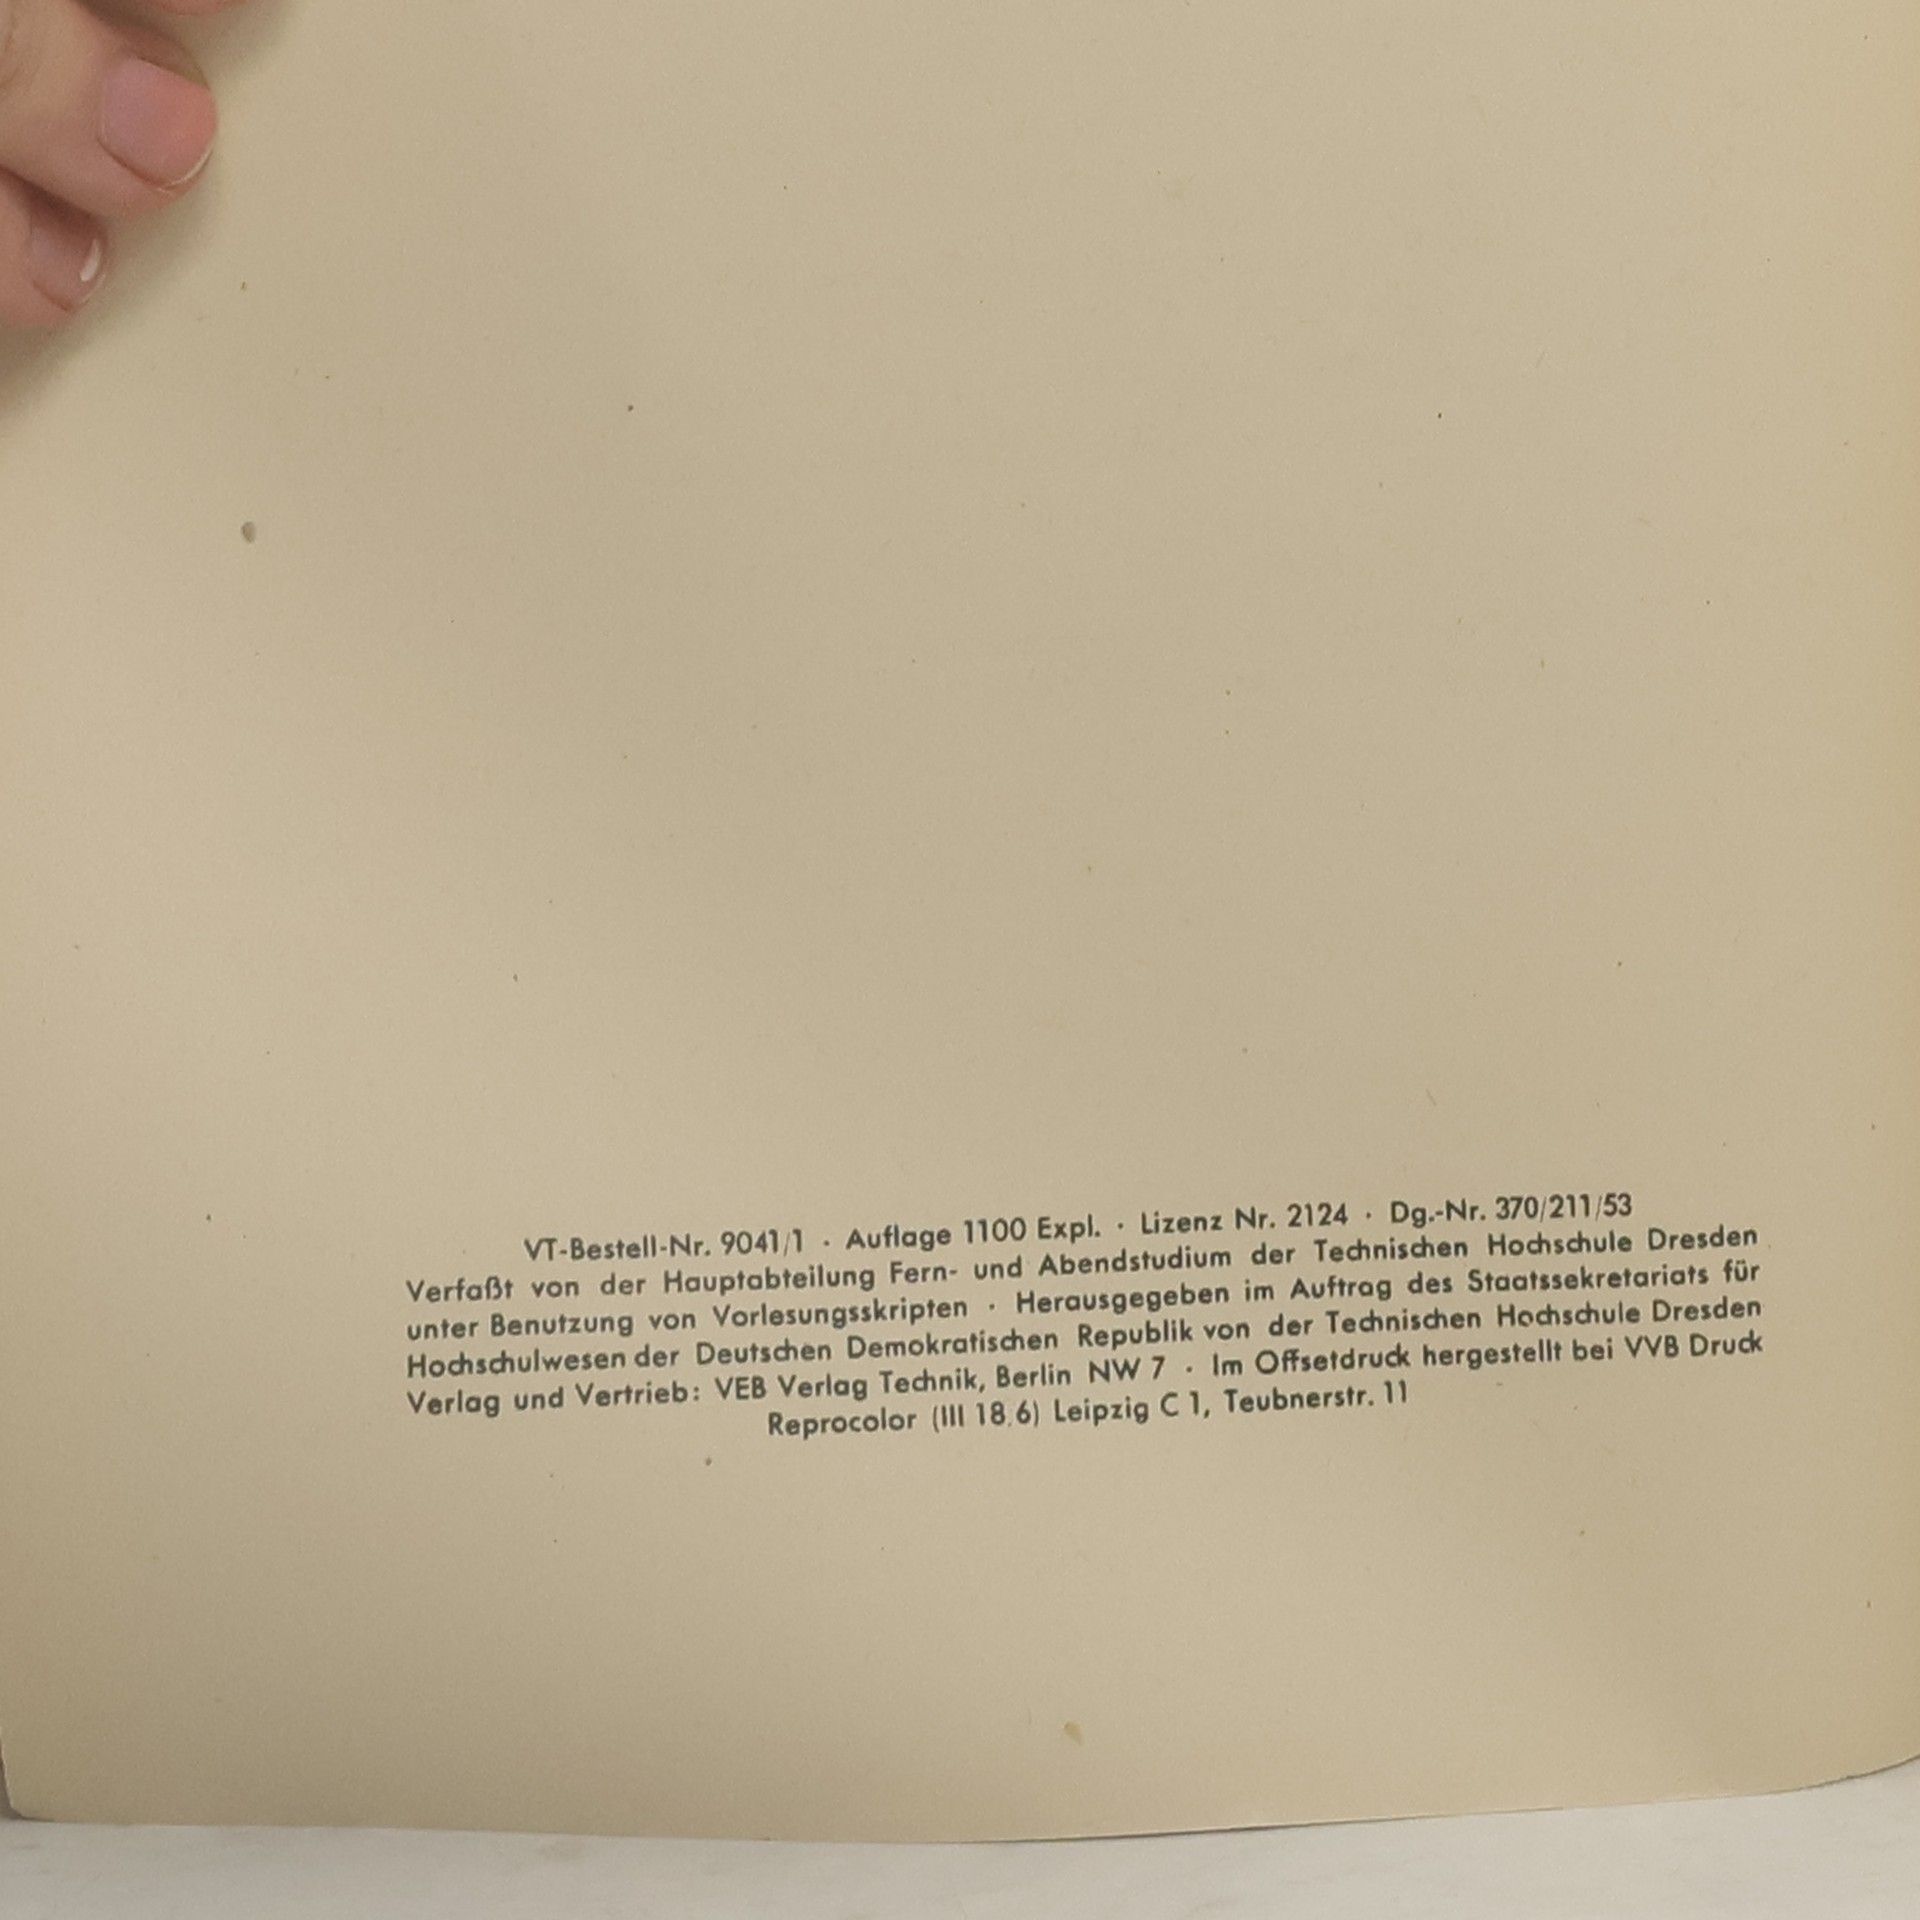 VT-Bestell-Nr. 9041/1 · Auflage 1100 Expl. · Lizenz Nr. 2124 · Dg.-Nr. 370/211/53
Verfaßt von der Hauptabteilung Fern- und Abendstudium der Technischen Hochschule Dresden
unter Benutzung von Vorlesungsskripten · Herausgegeben im Auftrag des Staatssekretariats für
Hochschulwesen der Deutschen Demokratischen Republik von der Technischen Hochschule Dresden
Verlag und Vertrieb: VEB Verlag Technik, Berlin NW 7 · Im Offsetdruck hergestellt bei VVB Druck
Reprocolor (III 18.6) Leipzig C 1, Teubnerstr. 11